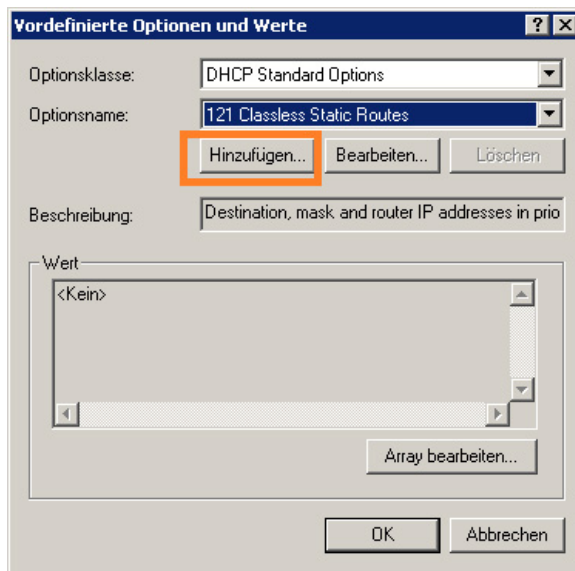 Vordefinierte Optionen und Werte
Optionsklasse: DHCP Standard Options
Optionsname: 121 Classless Static Routes
Hinzufügen... Bearbeiten... Löschen
Beschreibung: Destination, mask and router IP addresses in prio
Wert
<Kein>
Array bearbeiten...
OK Abbrechen